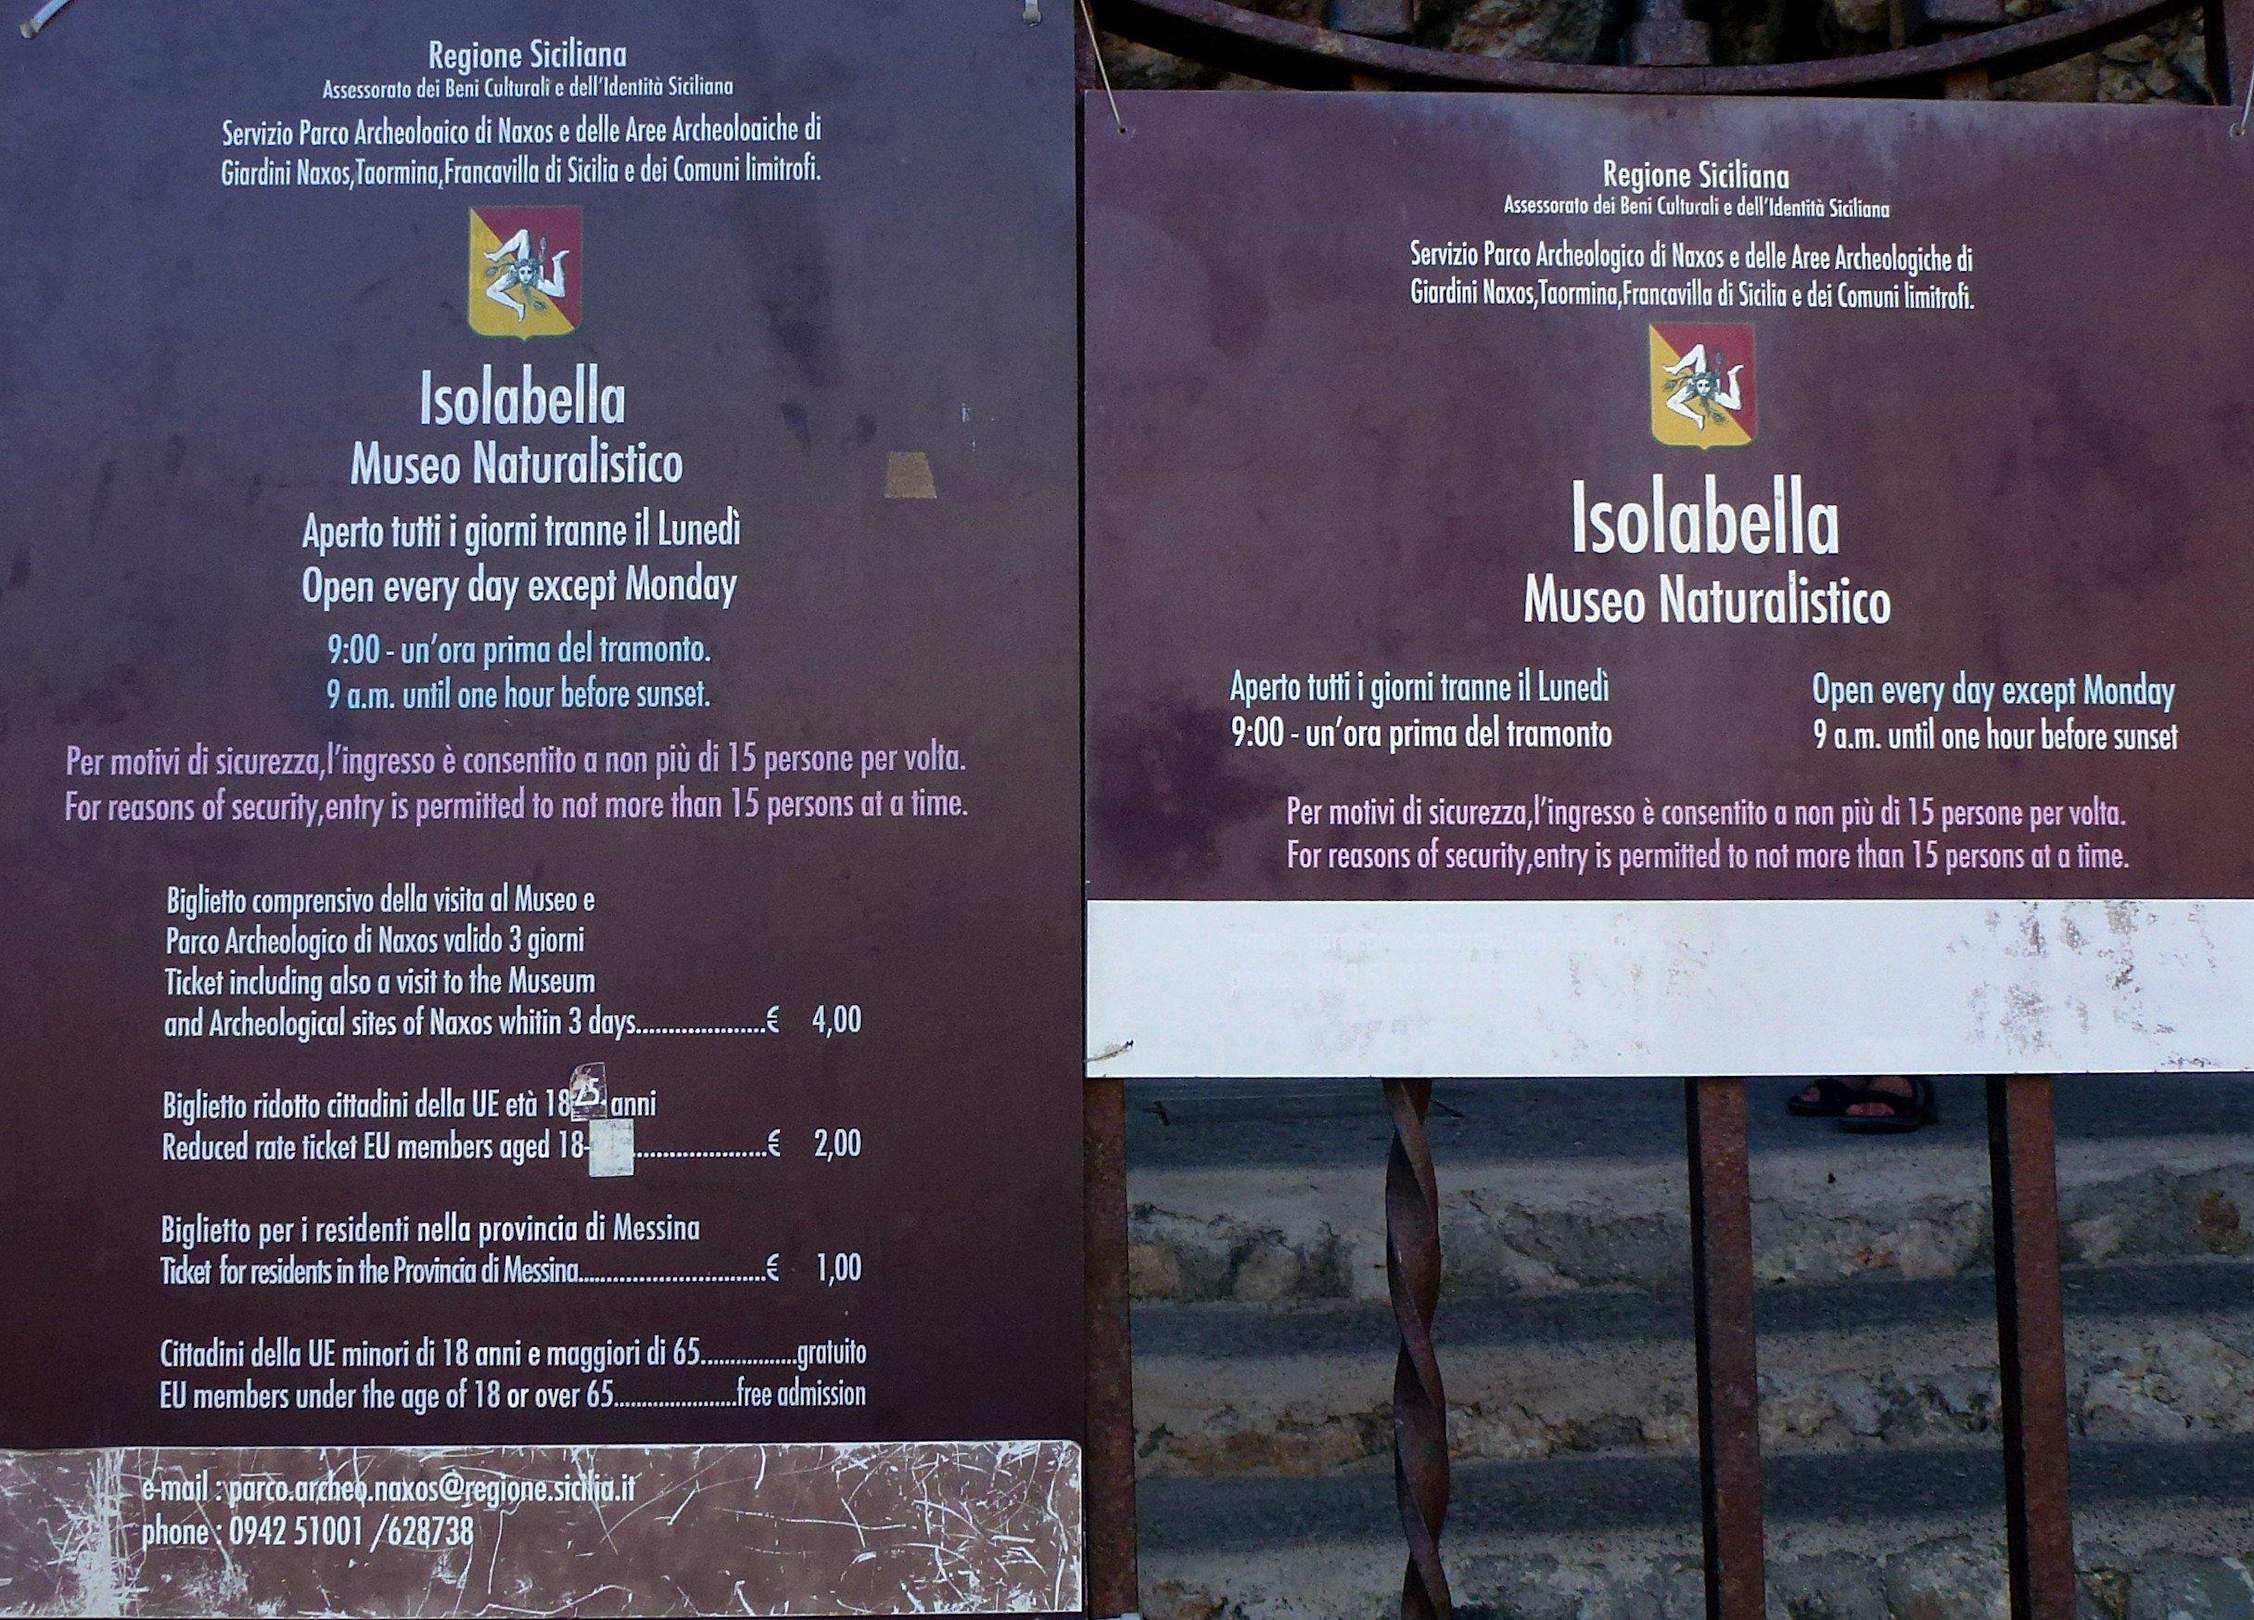 Regione Siciliana
Assessorato dei Beni Culturali e dell'Identità Siciliana
Servizio Parco Archeoloaico di Naxos e delle Aree Archeoloaiche di
Giardini Naxos,Taormina,Francavilla di Sicilia e dei Comuni limitrofi.
Isolabella
Museo Naturalistico
Aperto tutti i giorni tranne il Lunedì
Open every day except Monday
9:00 - un'ora prima del tramonto.
9 a.m. until one hour before sunset.
Per motivi di sicurezza,l'ingresso è consentito a non più di 15 persone per volta.
For reasons of security,entry is permitted to not more than 15 persons at a time.
Biglietto comprensivo della visita al Museo e
Parco Archeologico di Naxos valido 3 giorni
Ticket including also a visit to the Museum
and Archeological sites of Naxos whitin 3 days....................€ 4,00
Biglietto ridotto cittadini della UE età 18 25 anni
Reduced rate ticket EU members aged 18-.....................€ 2,00
Biglietto per i residenti nella provincia di Messina
Ticket for residents in the Provincia di Messina.............................€ 1,00
Cittadini della UE minori di 18 anni e maggiori di 65................gratuito
EU members under the age of 18 or over 65.....................free admission
e-mail : parco.archeo.naxos@regione.sicilia.it
phone : 0942 51001 /628738
Regione Siciliana
Assessorato dei Beni Culturali e dell'Identità Siciliana
Servizio Parco Archeologico di Naxos e delle Aree Archeologiche di
Giardini Naxos,Taormina,Francavilla di Sicilia e dei Comuni limitrofi.
Isolabella
Museo Naturalistico
Aperto tutti i giorni tranne il Lunedì
9:00 - un'ora prima del tramonto
Open every day except Monday
9 a.m. until one hour before sunset
Per motivi di sicurezza,l'ingresso è consentito a non più di 15 persone per volta.
For reasons of security,entry is permitted to not more than 15 persons at a time.